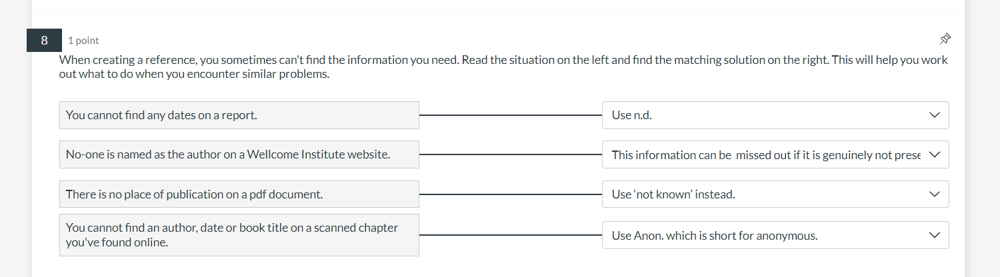 8 1 point
When creating a reference, you sometimes can't find the information you need. Read the situation on the left and find the matching solution on the right. This will help you work
out what to do when you encounter similar problems.
You cannot find any dates on a report. Use n.d.
No-one is named as the author on a Wellcome Institute website. This information can be missed out if it is genuinely not prese
There is no place of publication on a pdf document. Use ‘not known’ instead.
You cannot find an author, date or book title on a scanned chapter
you've found online. Use Anon. which is short for anonymous.